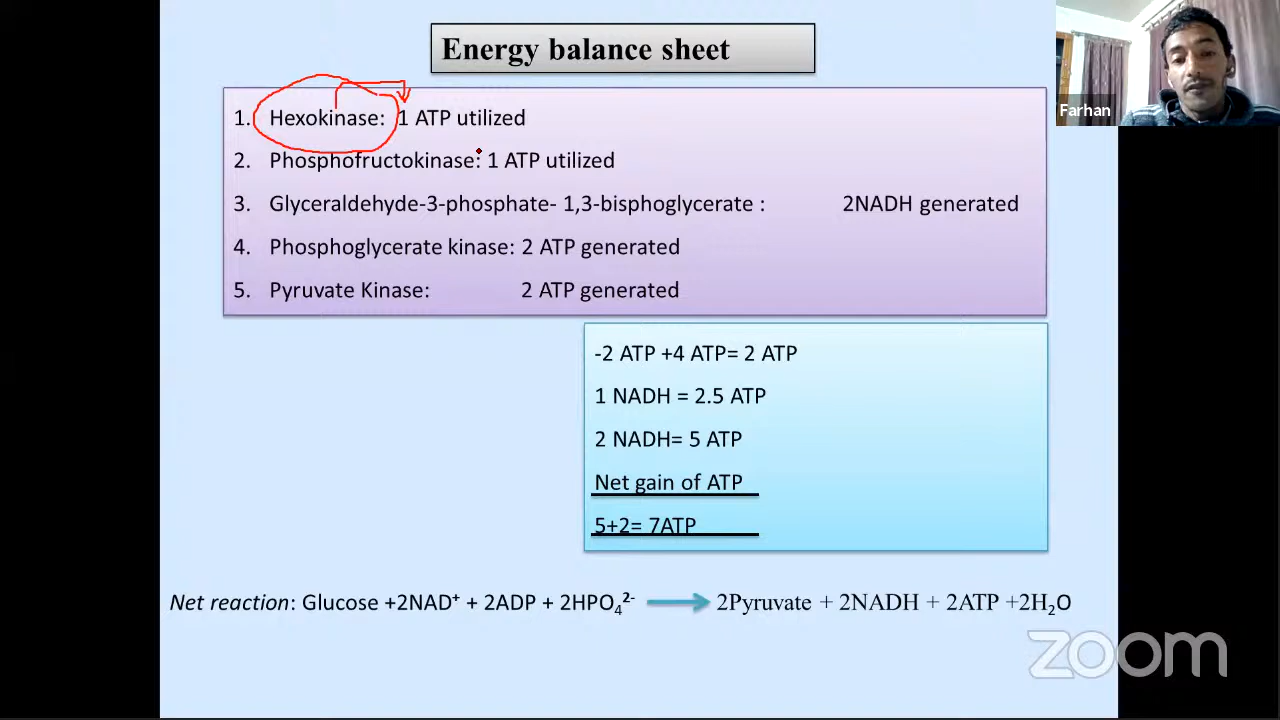 Energy balance sheet
Farhan
1. Hexokinase: 1 ATP utilized
2. Phosphofructokinase: 1 ATP utilized
3. Glyceraldehyde-3-phosphate- 1,3-bisphoglycerate : 2NADH generated
4. Phosphoglycerate kinase: 2 ATP generated
5. Pyruvate Kinase: 2 ATP generated
-2 ATP +4 ATP= 2 ATP
1 NADH = 2.5 ATP
2 NADH= 5 ATP
Net gain of ATP
5+2= 7ATP
Net reaction: Glucose +2NAD⁺ + 2ADP + 2HPO₄²⁻ → 2Pyruvate + 2NADH + 2ATP +2H₂O
zoom